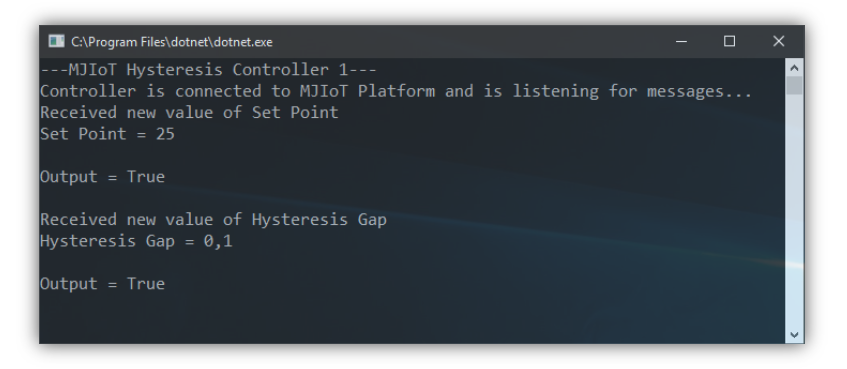 C:\Program Files\dotnet\dotnet.exe
---MJIoT Hysteresis Controller 1---
Controller is connected to MJIoT Platform and is listening for messages...
Received new value of Set Point
Set Point = 25
Output = True
Received new value of Hysteresis Gap
Hysteresis Gap = 0,1
Output = True